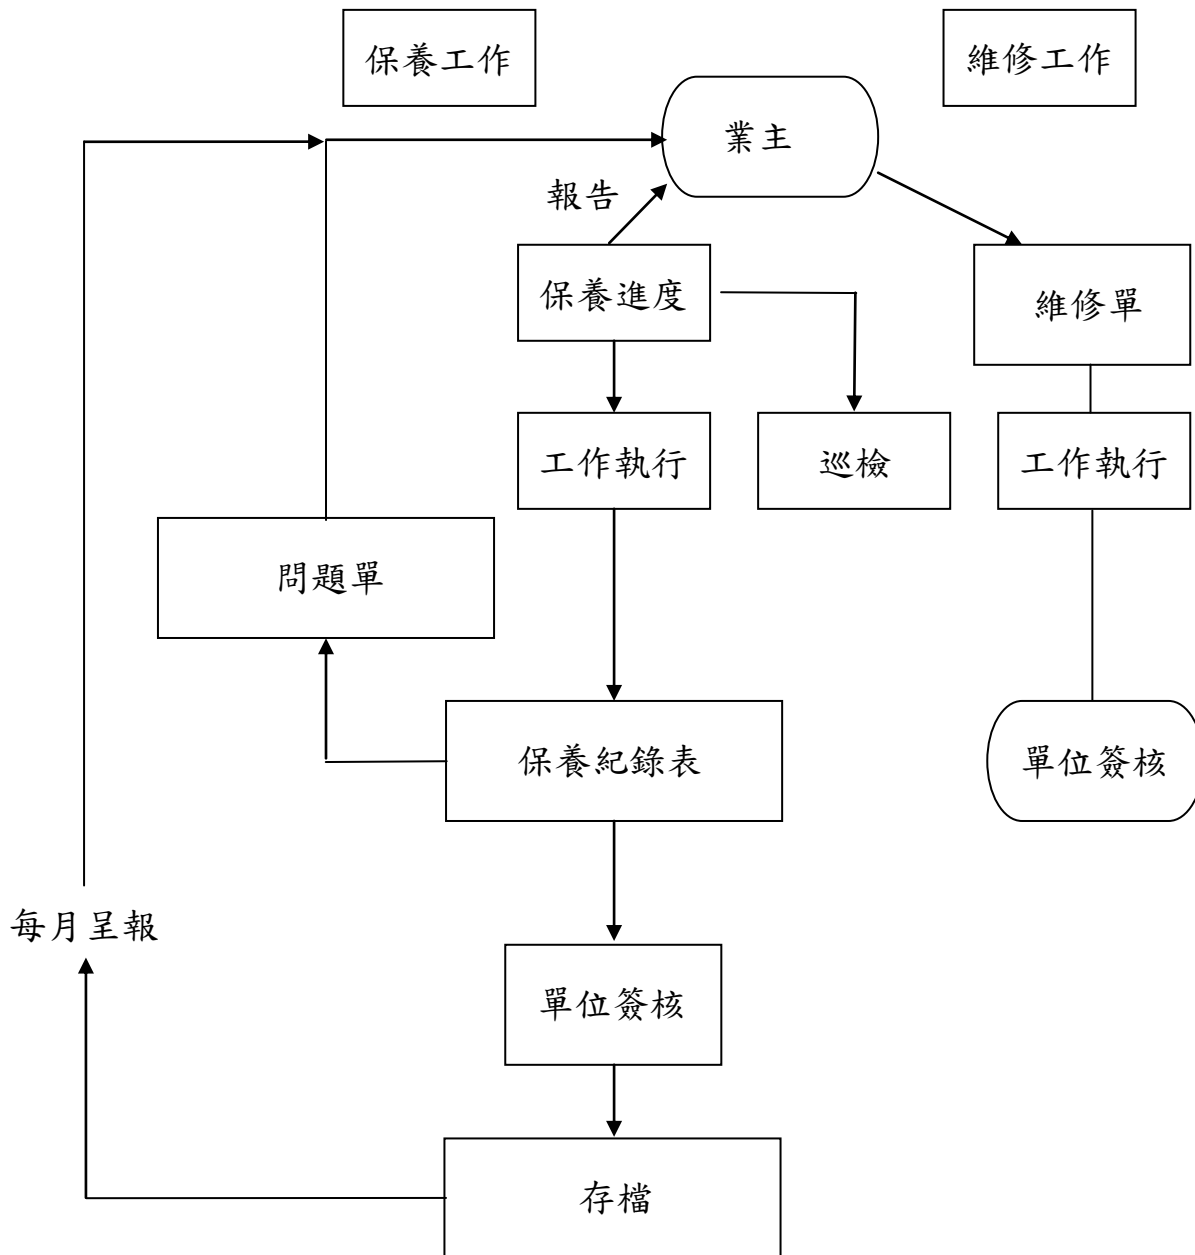 保養工作
維修工作
業主
報告
保養進度
維修單
工作執行
巡檢
工作執行
問題單
保養紀錄表
單位簽核
每月呈報
單位簽核
存檔